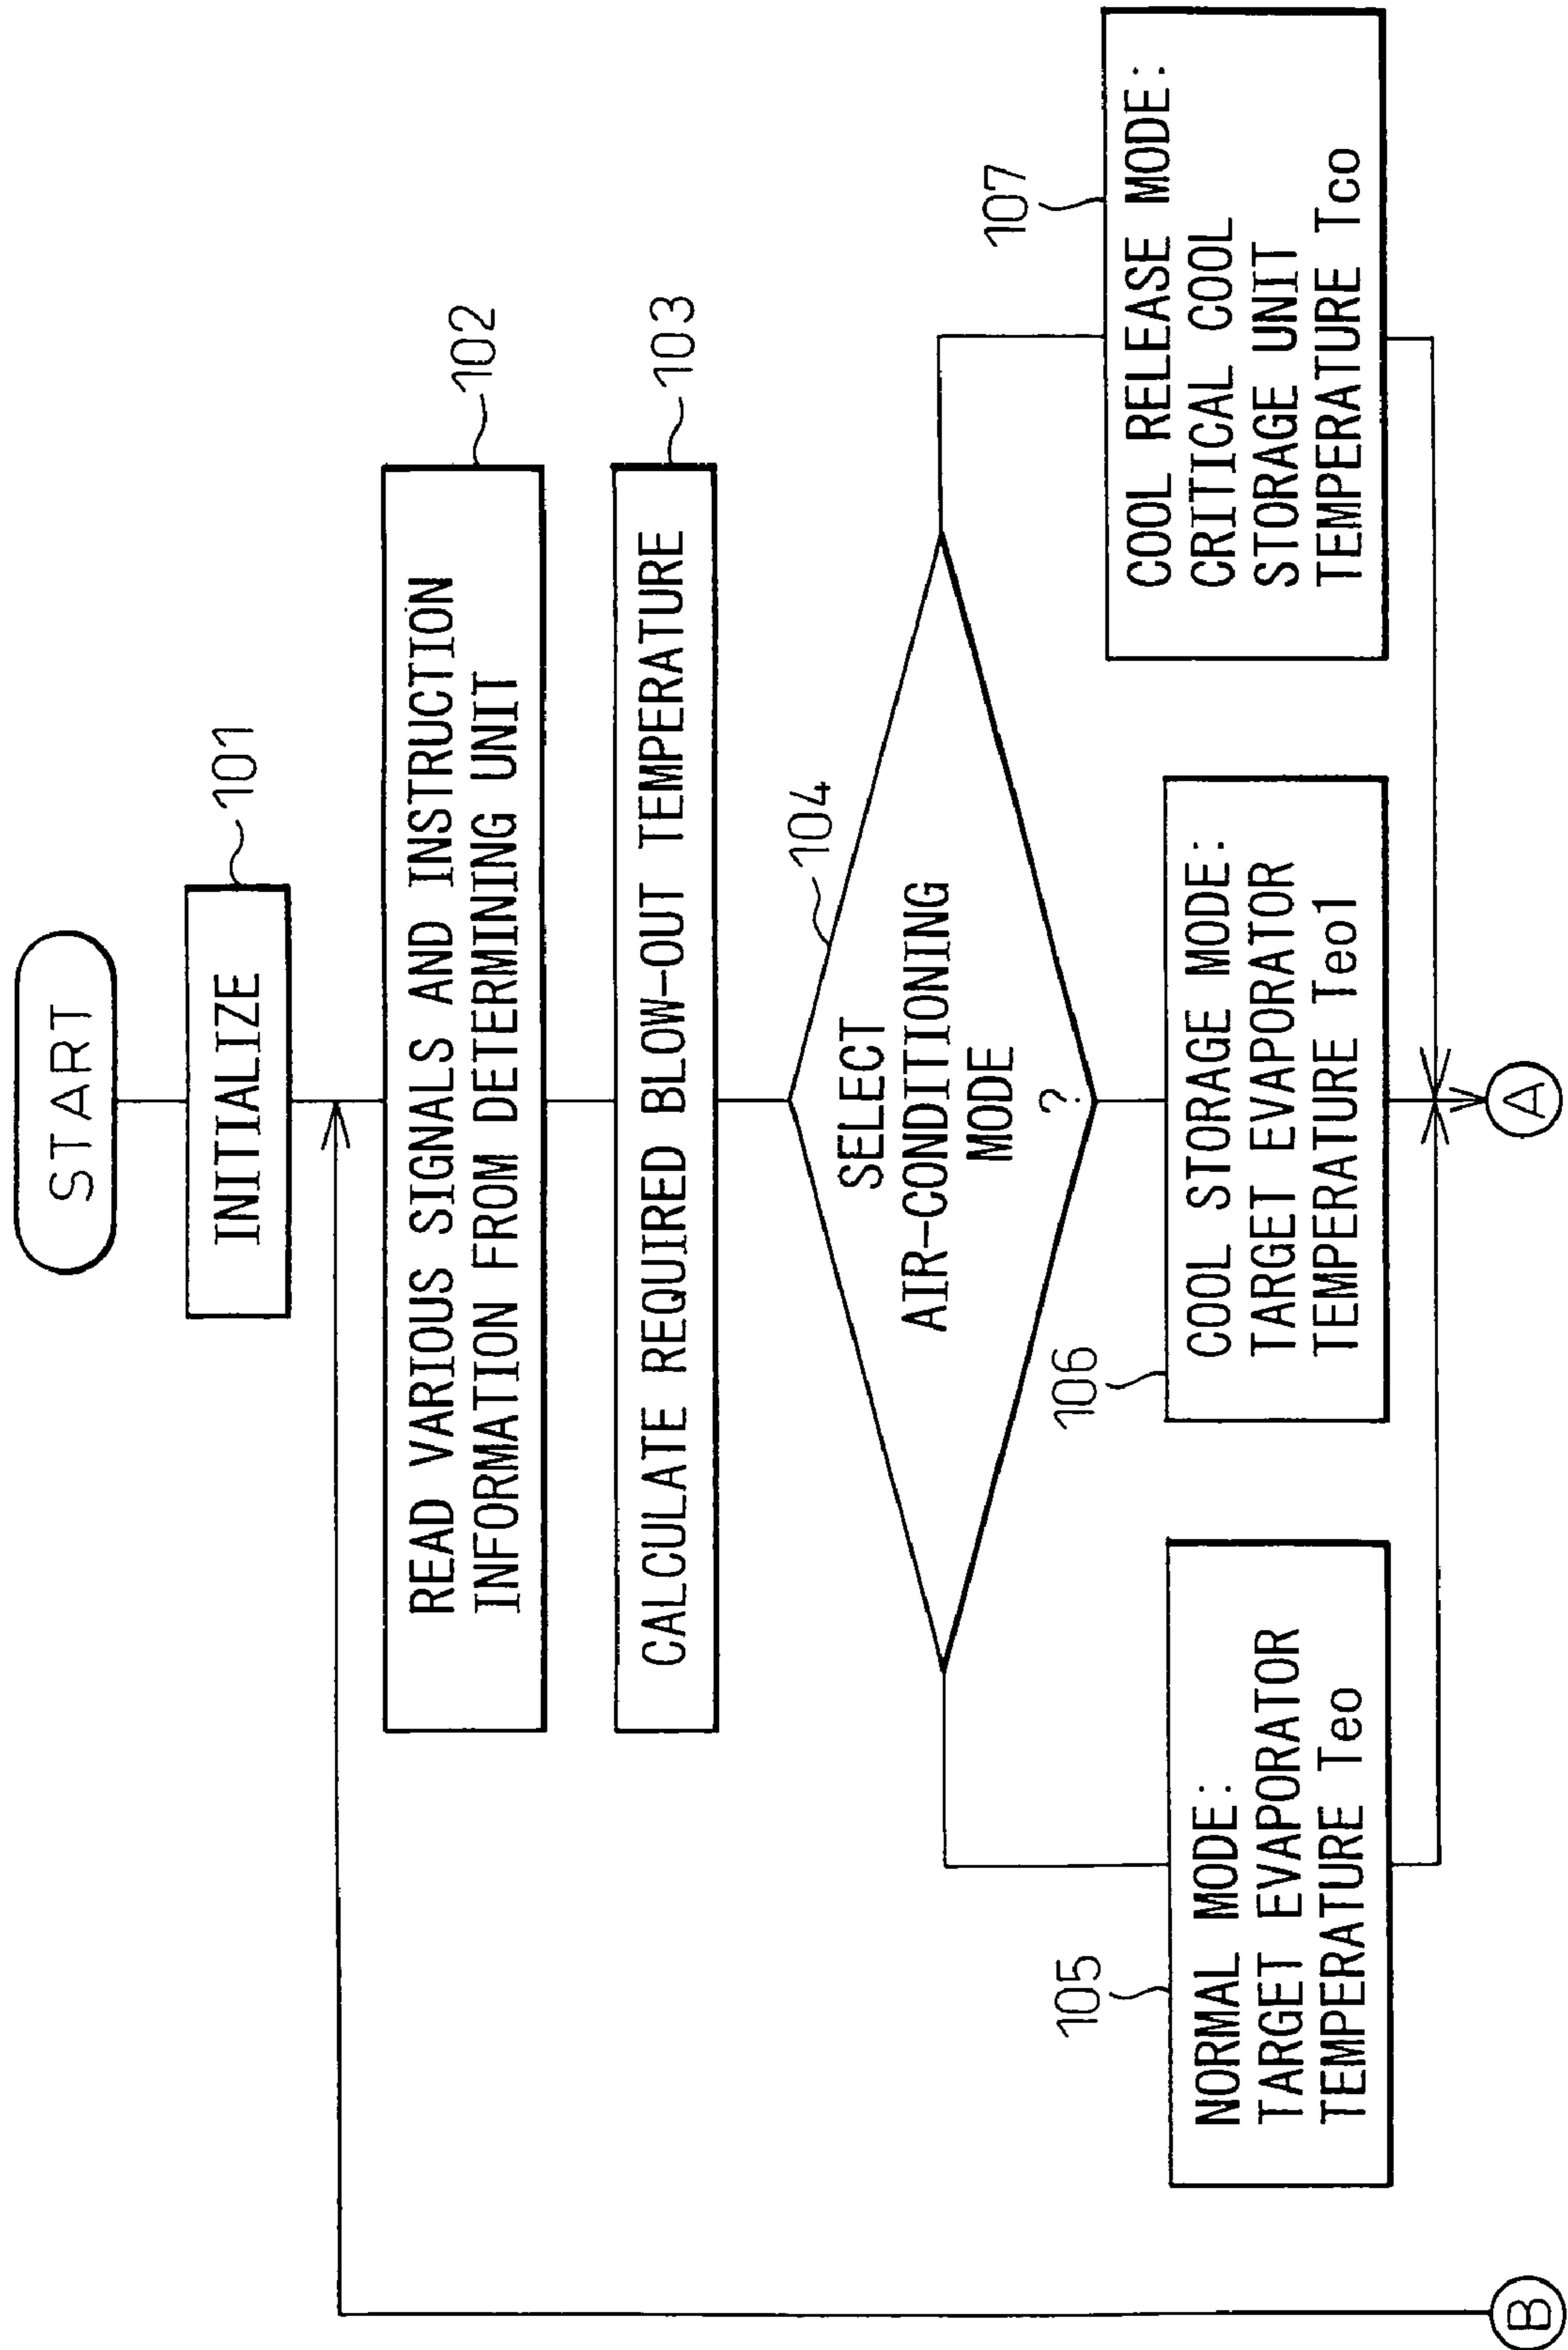 START
INITIALIZE
101
READ VARIOUS SIGNALS AND INSTRUCTION
INFORMATION FROM DETERMINING UNIT
102
CALCULATE REQUIRED BLOW-OUT TEMPERATURE
103
SELECT
AIR-CONDITIONING
MODE
?
104
105
NORMAL MODE:
TARGET EVAPORATOR
TEMPERATURE Teo
106
COOL STORAGE MODE:
TARGET EVAPORATOR
TEMPERATURE Teo1
107
COOL RELEASE MODE:
CRITICAL COOL
STORAGE UNIT
TEMPERATURE Tco
B
A